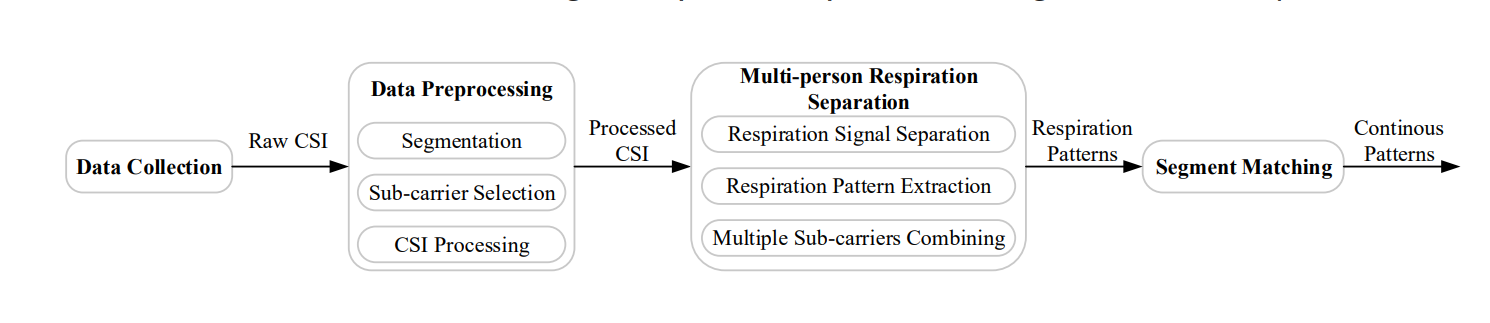 Data Collection
Raw CSI
Data Preprocessing
Segmentation
Sub-carrier Selection
CSI Processing
Processed
CSI
Multi-person Respiration
Separation
Respiration Signal Separation
Respiration Pattern Extraction
Multiple Sub-carriers Combining
Respiration
Patterns
Segment Matching
Continous
Patterns